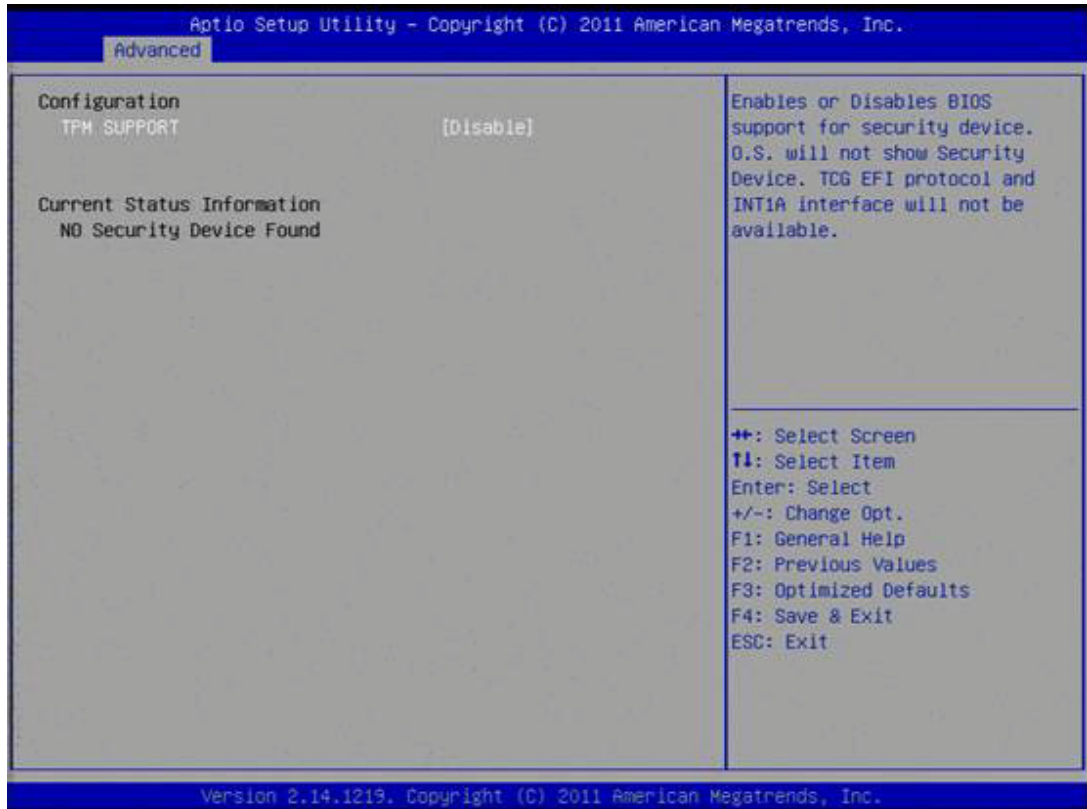 Aptio Setup Utility – Copyright (C) 2011 American Megatrends, Inc.
Advanced
Configuration
TPM SUPPORT [Disable]
Current Status Information
NO Security Device Found
Enables or Disables BIOS
support for security device.
O.S. will not show Security
Device. TCG EFI protocol and
INT1A interface will not be
available.
→←: Select Screen
↑↓: Select Item
Enter: Select
+/-: Change Opt.
F1: General Help
F2: Previous Values
F3: Optimized Defaults
F4: Save & Exit
ESC: Exit
Version 2.14.1219. Copyright (C) 2011 American Megatrends, Inc.